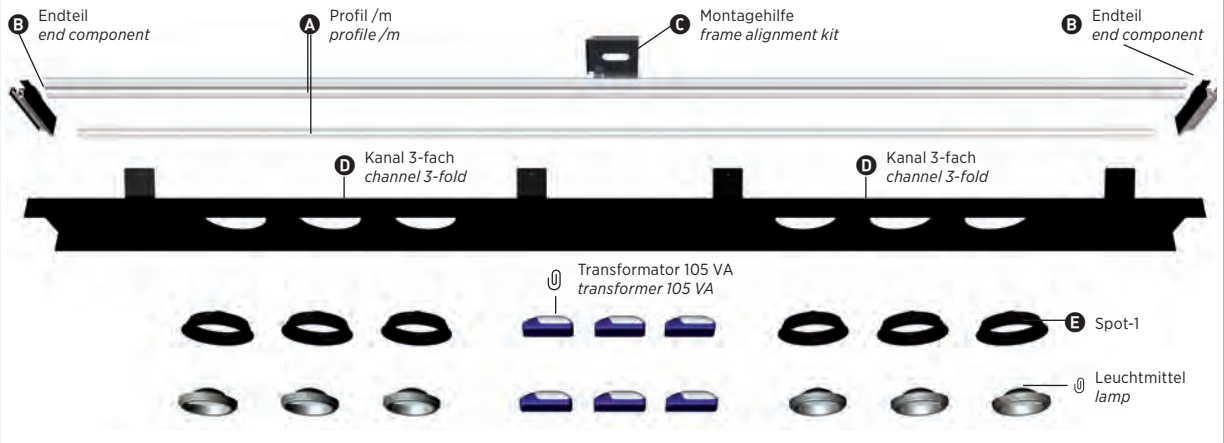 B Endteil
end component
A Profil /m
profile /m
C Montagehilfe
frame alignment kit
B Endteil
end component
D Kanal 3-fach
channel 3-fold
D Kanal 3-fach
channel 3-fold
Transformator 105 VA
transformer 105 VA
E Spot-1
Leuchtmittel
lamp